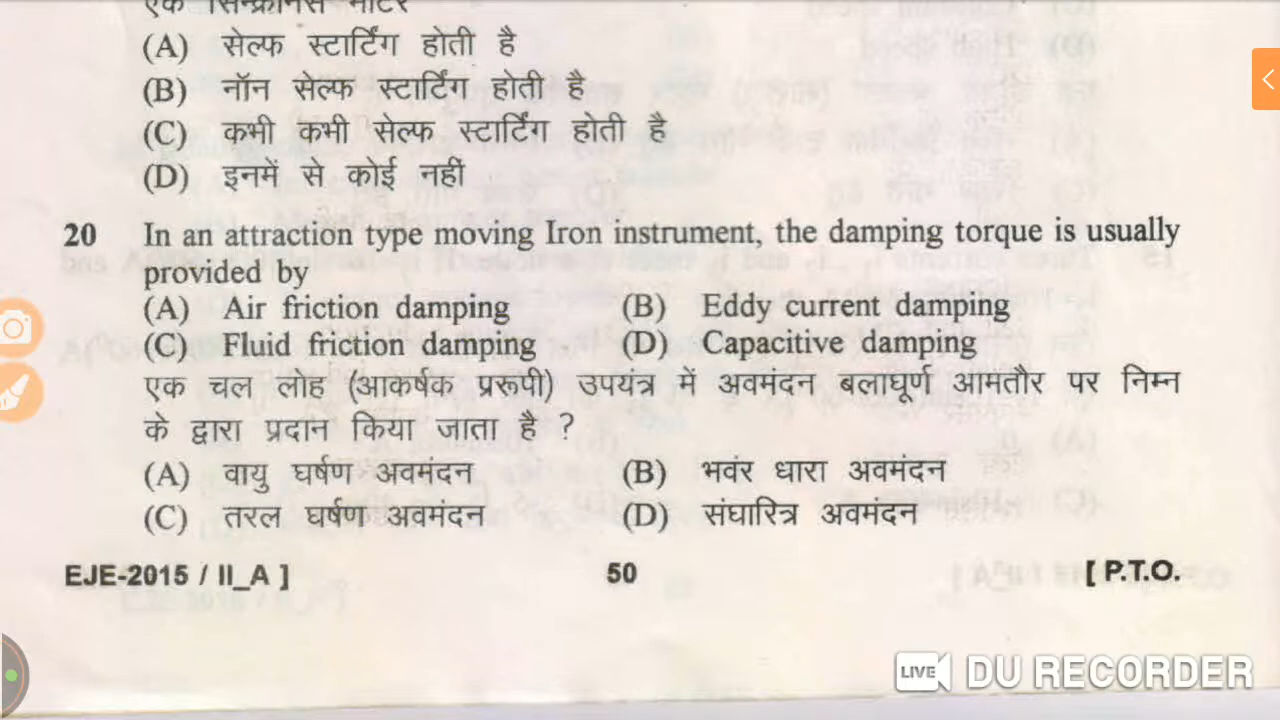 एक सिन्क्रोनस मोटर
(A) सेल्फ स्टार्टिंग होती है
(B) नॉन सेल्फ स्टार्टिंग होती है
(C) कभी कभी सेल्फ स्टार्टिंग होती है
(D) इनमें से कोई नहीं
20 In an attraction type moving Iron instrument, the damping torque is usually
provided by
(A) Air friction damping (B) Eddy current damping
(C) Fluid friction damping (D) Capacitive damping
एक चल लोह (आकर्षक प्ररूपी) उपयंत्र में अवमंदन बलाघूर्ण आमतौर पर निम्न
के द्वारा प्रदान किया जाता है ?
(A) वायु घर्षण अवमंदन (B) भवंर धारा अवमंदन
(C) तरल घर्षण अवमंदन (D) संघारित्र अवमंदन
EJE-2015 / II_A ] 50 [ P.T.O.
LIVE DU RECORDER